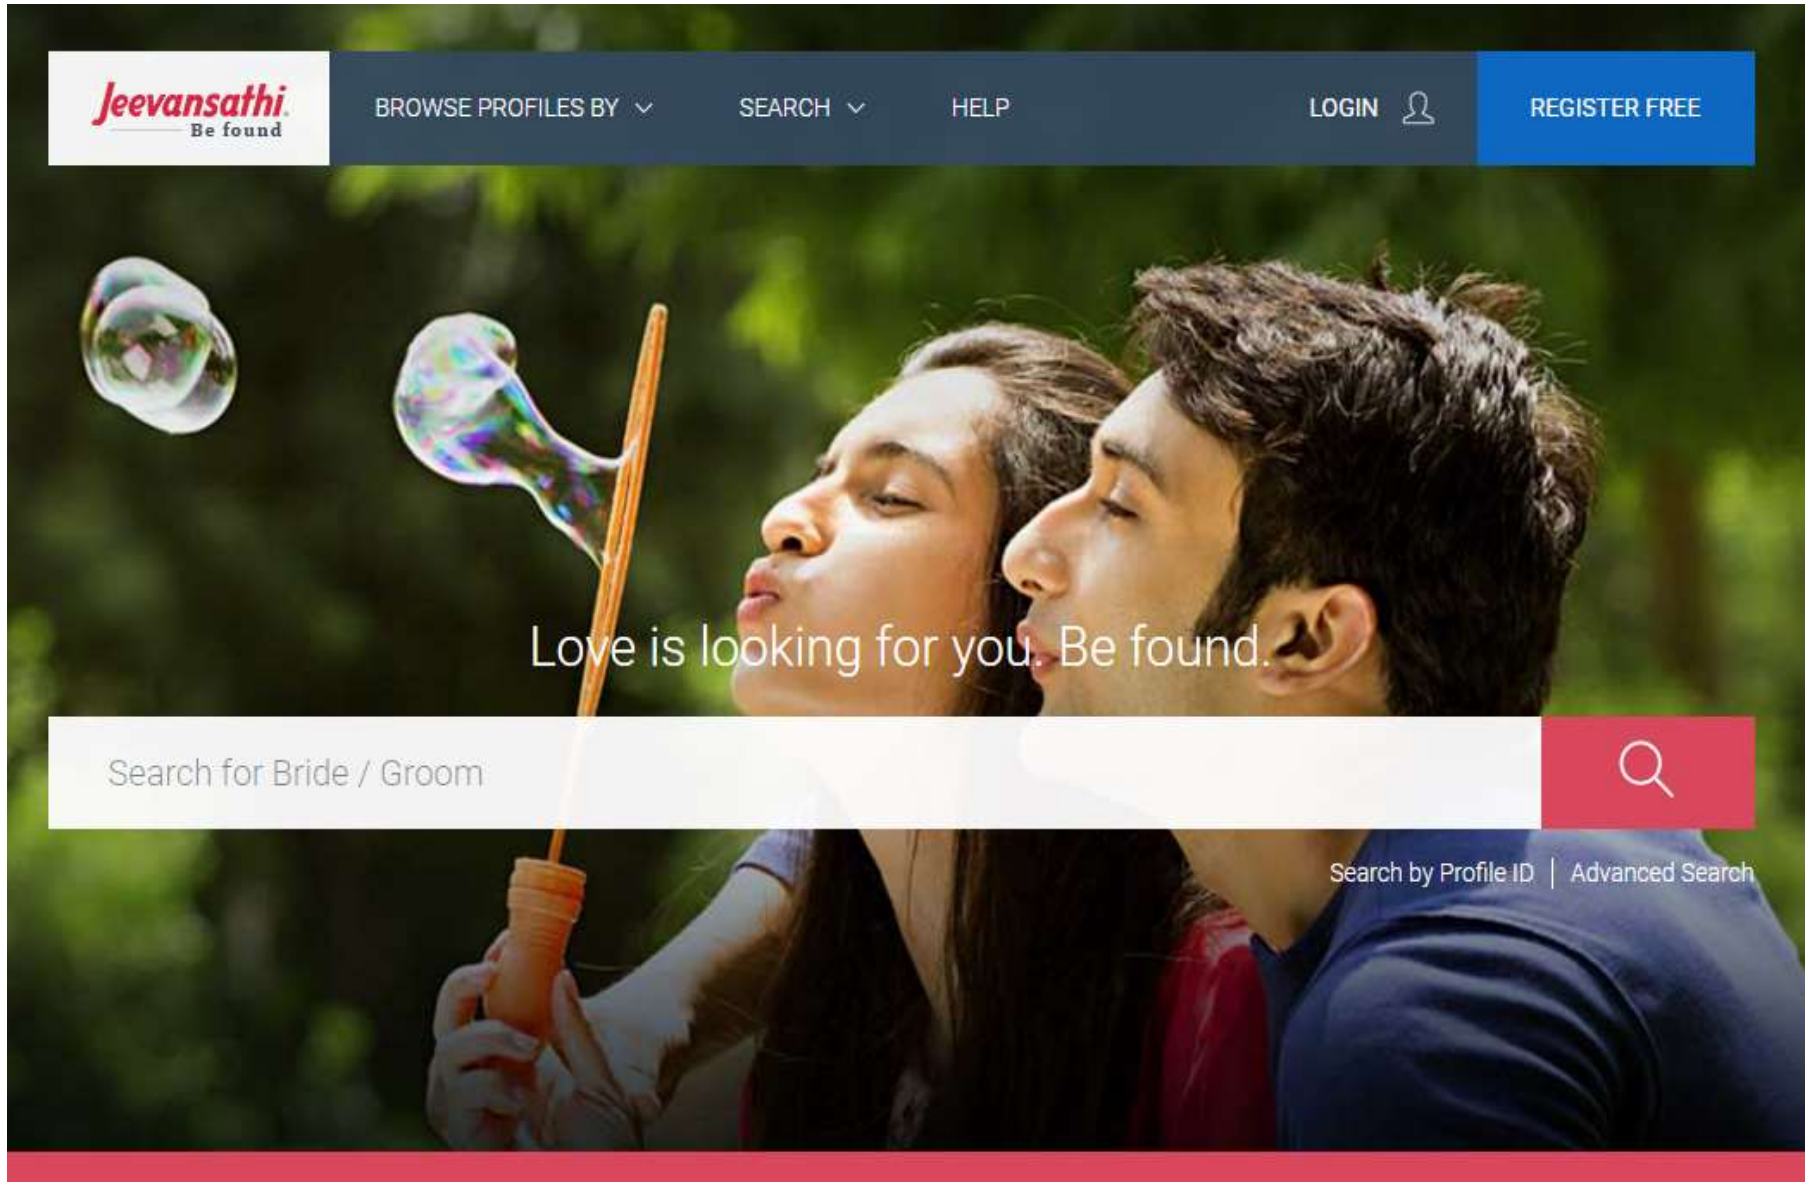 Jeevansathi
Be found
BROWSE PROFILES BY
SEARCH
HELP
LOGIN
REGISTER FREE
Love is looking for you. Be found.
Search for Bride / Groom
Search by Profile ID | Advanced Search